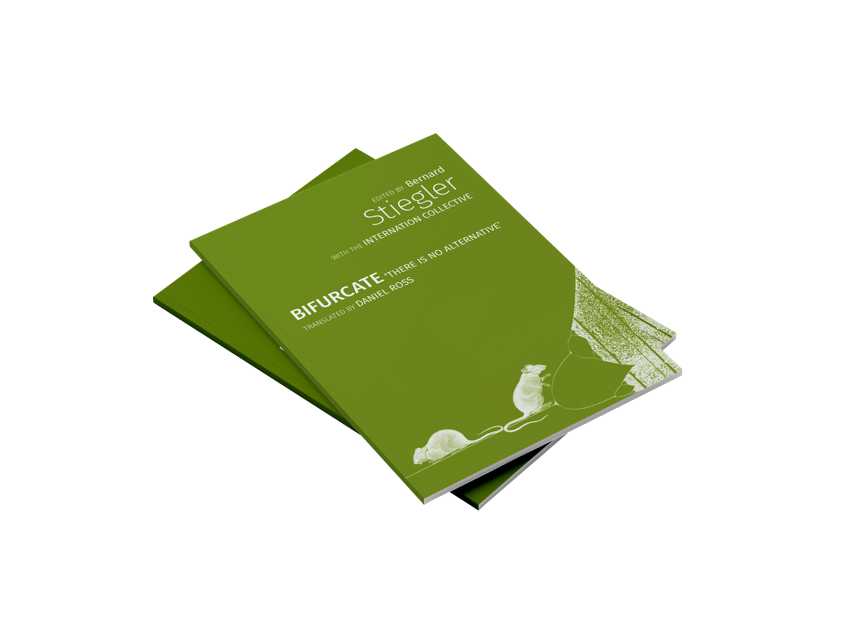 EDITED BY Bernard
Stiegler
WITH THE INTERNATION COLLECTIVE
BIFURCATE ‘THERE IS NO ALTERNATIVE’
TRANSLATED BY DANIEL ROSS